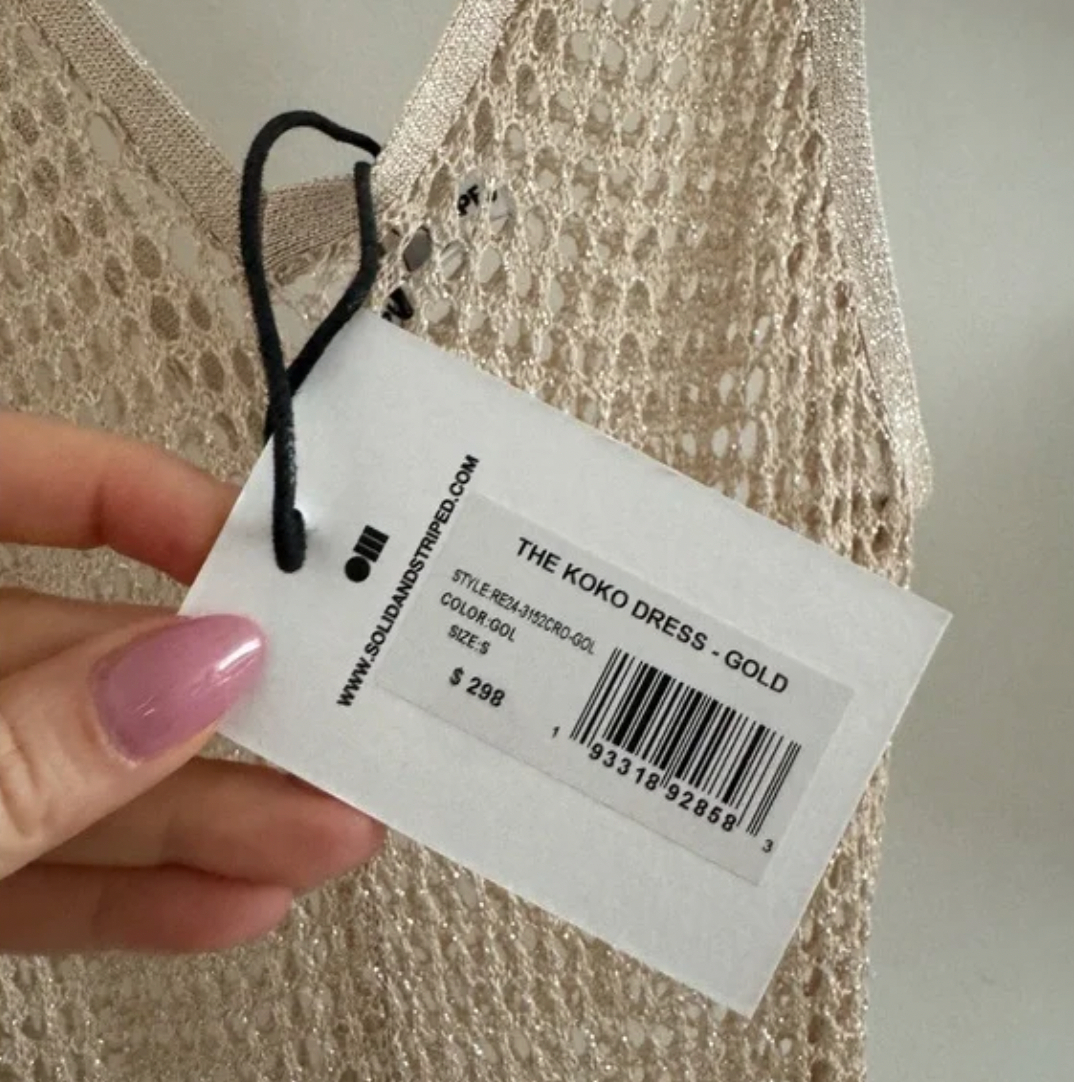 WWW.SOLIDANDSTRIPED.COM
THE KOKO DRESS - GOLD
STYLE:RE24-3152CRO-GOL
COLOR:GOL
SIZE:S
$ 298
1 93318 92858 3